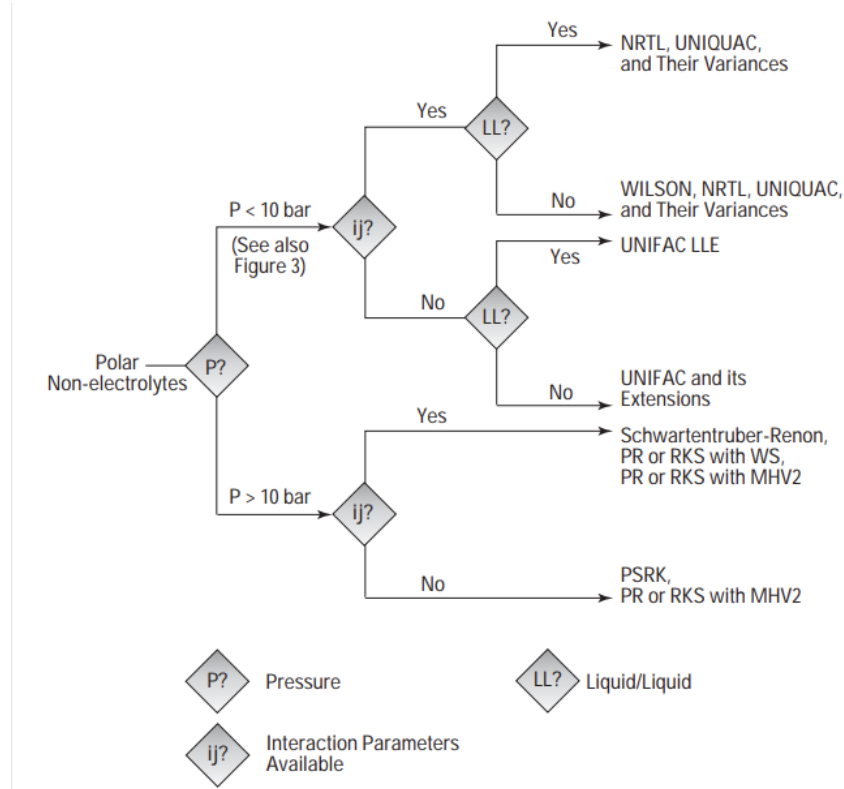 Yes
NRTL, UNIQUAC,
and Their Variances
Yes
LL?
WILSON, NRTL, UNIQUAC,
No
and Their Variances
P < 10 bar
ij?
(See also
Figure 3)
UNIFAC LLE
Yes
No
LL?
Polar
Non-electrolytes
P?
UNIFAC and its
No
Extensions
Yes
Schwartentruber-Renon,
PR or RKS with WS,
PR or RKS with MHV2
P > 10 bar
ij?
PSRK,
No
PR or RKS with MHV2
P?
Pressure
LL?
Liquid/Liquid
ij?
Interaction Parameters
Available